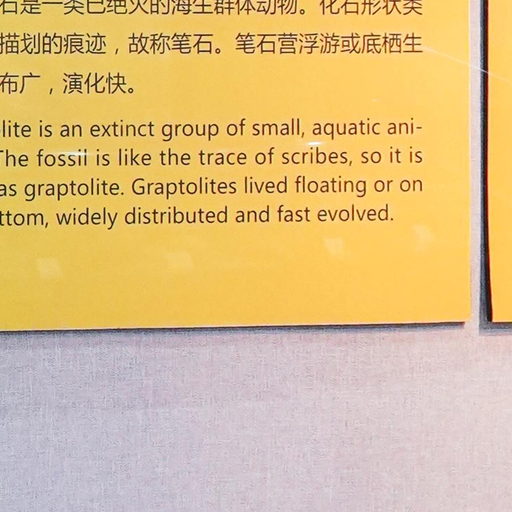 石是一类已绝灭的海生群体动物。化石形状类
描划的痕迹，故称笔石。笔石营浮游或底栖生
布广，演化快。
lite is an extinct group of small, aquatic ani-
The fossil is like the trace of scribes, so it is
as graptolite. Graptolites lived floating or on
ttom, widely distributed and fast evolved.